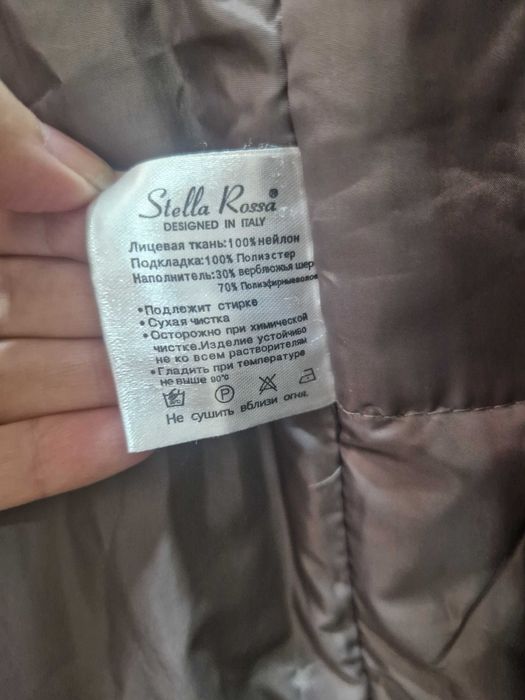 Stella Rossa®
DESIGNED IN ITALY
Лицевая ткань:100%нейлон
Подкладка:100% Полиэстер
Наполнитель:30% верблюжья шер
70% Полиэфирныеволок
•Подлежит стирке
•Сухая чистка
•Осторожно при химической
чистке.Изделие устойчиво
не ко всем растворителям
•Гладить при температуре
не выше 90°C
P
Не сушить вблизи огня.